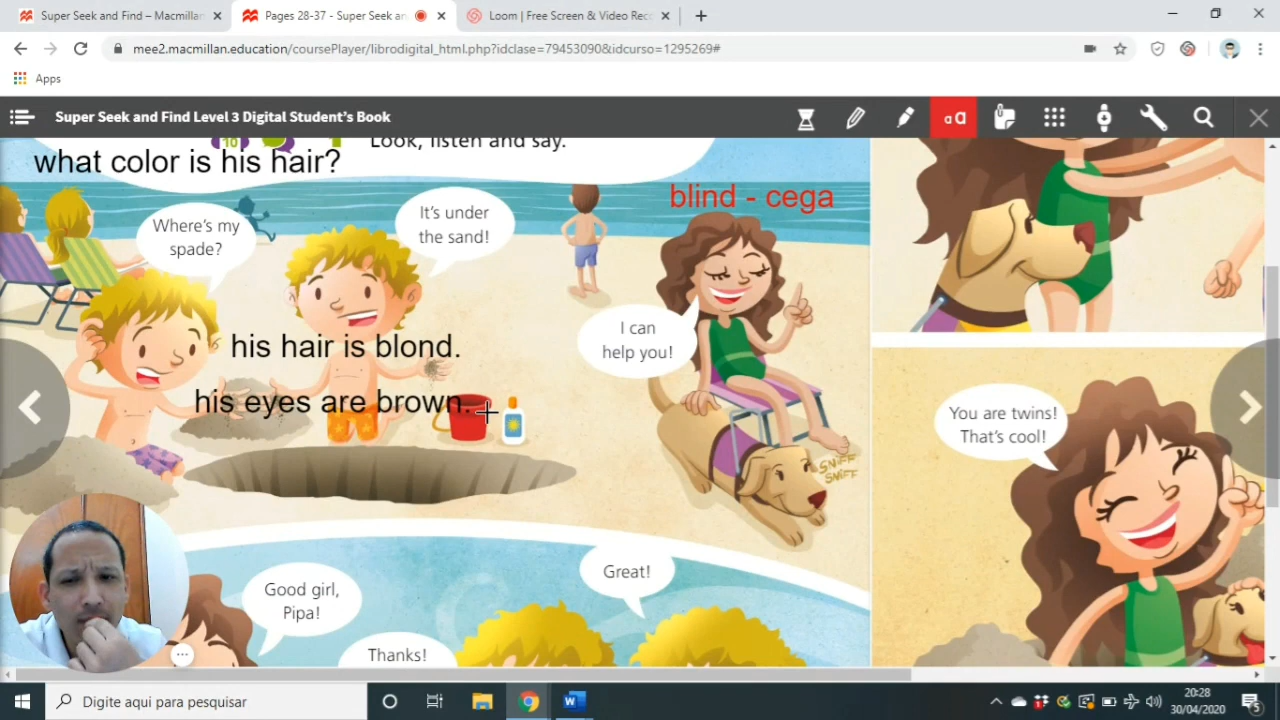 Super Seek and Find – Macmillan
Pages 28-37 - Super Seek an
Loom | Free Screen & Video Rec
mee2.macmillan.education/coursePlayer/librodigital_html.php?idclase=79453090&idcurso=1295269#
Apps
Super Seek and Find Level 3 Digital Student's Book
a a
10
Look, listen and say.
what color is his hair?
blind - cega
Where's my
spade?
It's under
the sand!
I can
help you!
his hair is blond.
his eyes are brown.
You are twins!
That's cool!
SNIFF
SNIFF
Good girl,
Pipa!
Great!
Thanks!
Digite aqui para pesquisar
20:28
30/04/2020
5